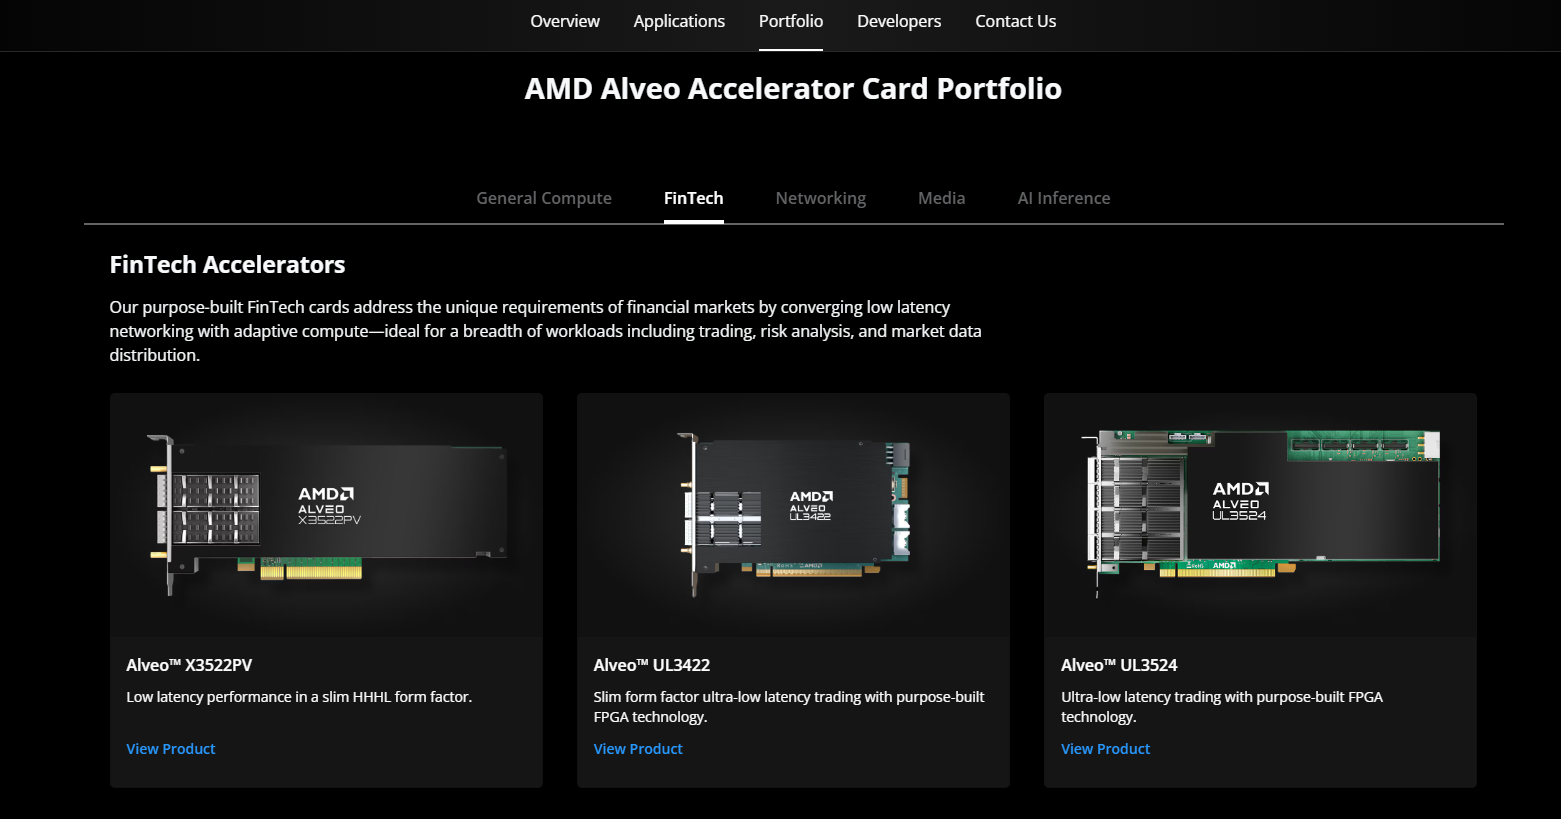 Overview Applications Portfolio Developers Contact Us
AMD Alveo Accelerator Card Portfolio
General Compute FinTech Networking Media AI Inference
FinTech Accelerators
Our purpose-built FinTech cards address the unique requirements of financial markets by converging low latency
networking with adaptive compute—ideal for a breadth of workloads including trading, risk analysis, and market data
distribution.
AMD
ALVEO
X3522PV
AMD
ALVEO
UL3422
RoHS AMD
AMD
ALVEO
UL3524
RoHS AMD
Alveo™ X3522PV
Low latency performance in a slim HHHL form factor.
View Product
Alveo™ UL3422
Slim form factor ultra-low latency trading with purpose-built
FPGA technology.
View Product
Alveo™ UL3524
Ultra-low latency trading with purpose-built FPGA
technology.
View Product